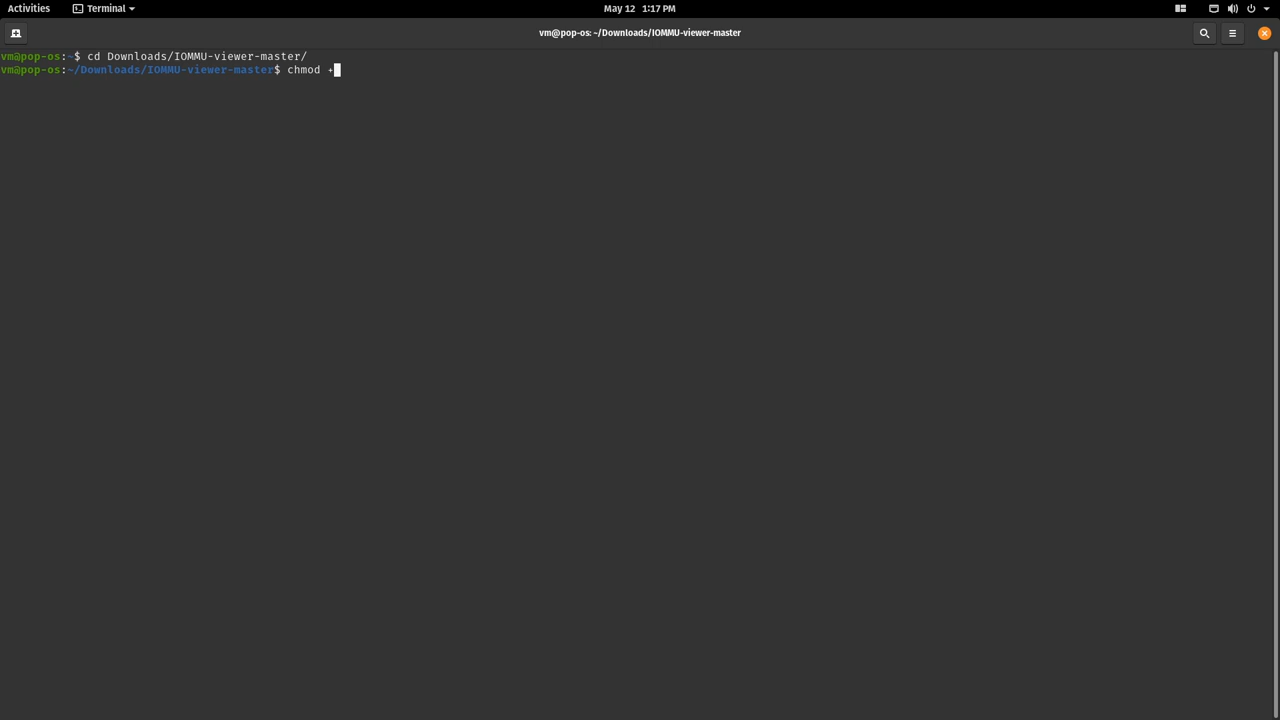 Activities
Terminal
May 12 1:17 PM
vm@pop-os: ~/Downloads/IOMMU-viewer-master
vm@pop-os:~$ cd Downloads/IOMMU-viewer-master/
vm@pop-os:~/Downloads/IOMMU-viewer-master$ chmod +